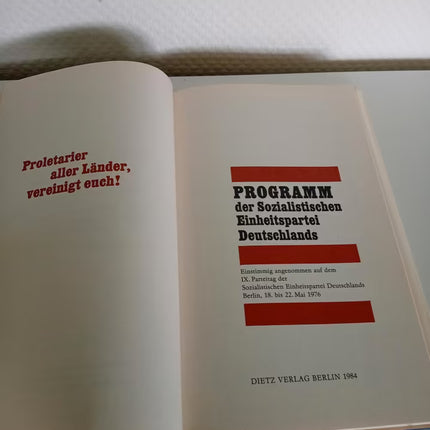 Proletarier
aller Länder,
vereinigt euch!
PROGRAMM
der Sozialistischen
Einheitspartei
Deutschlands
Einstimmig angenommen auf dem
IX. Parteitag der
Sozialistischen Einheitspartei Deutschlands
Berlin, 18. bis 22. Mai 1976
DIETZ VERLAG BERLIN 1984